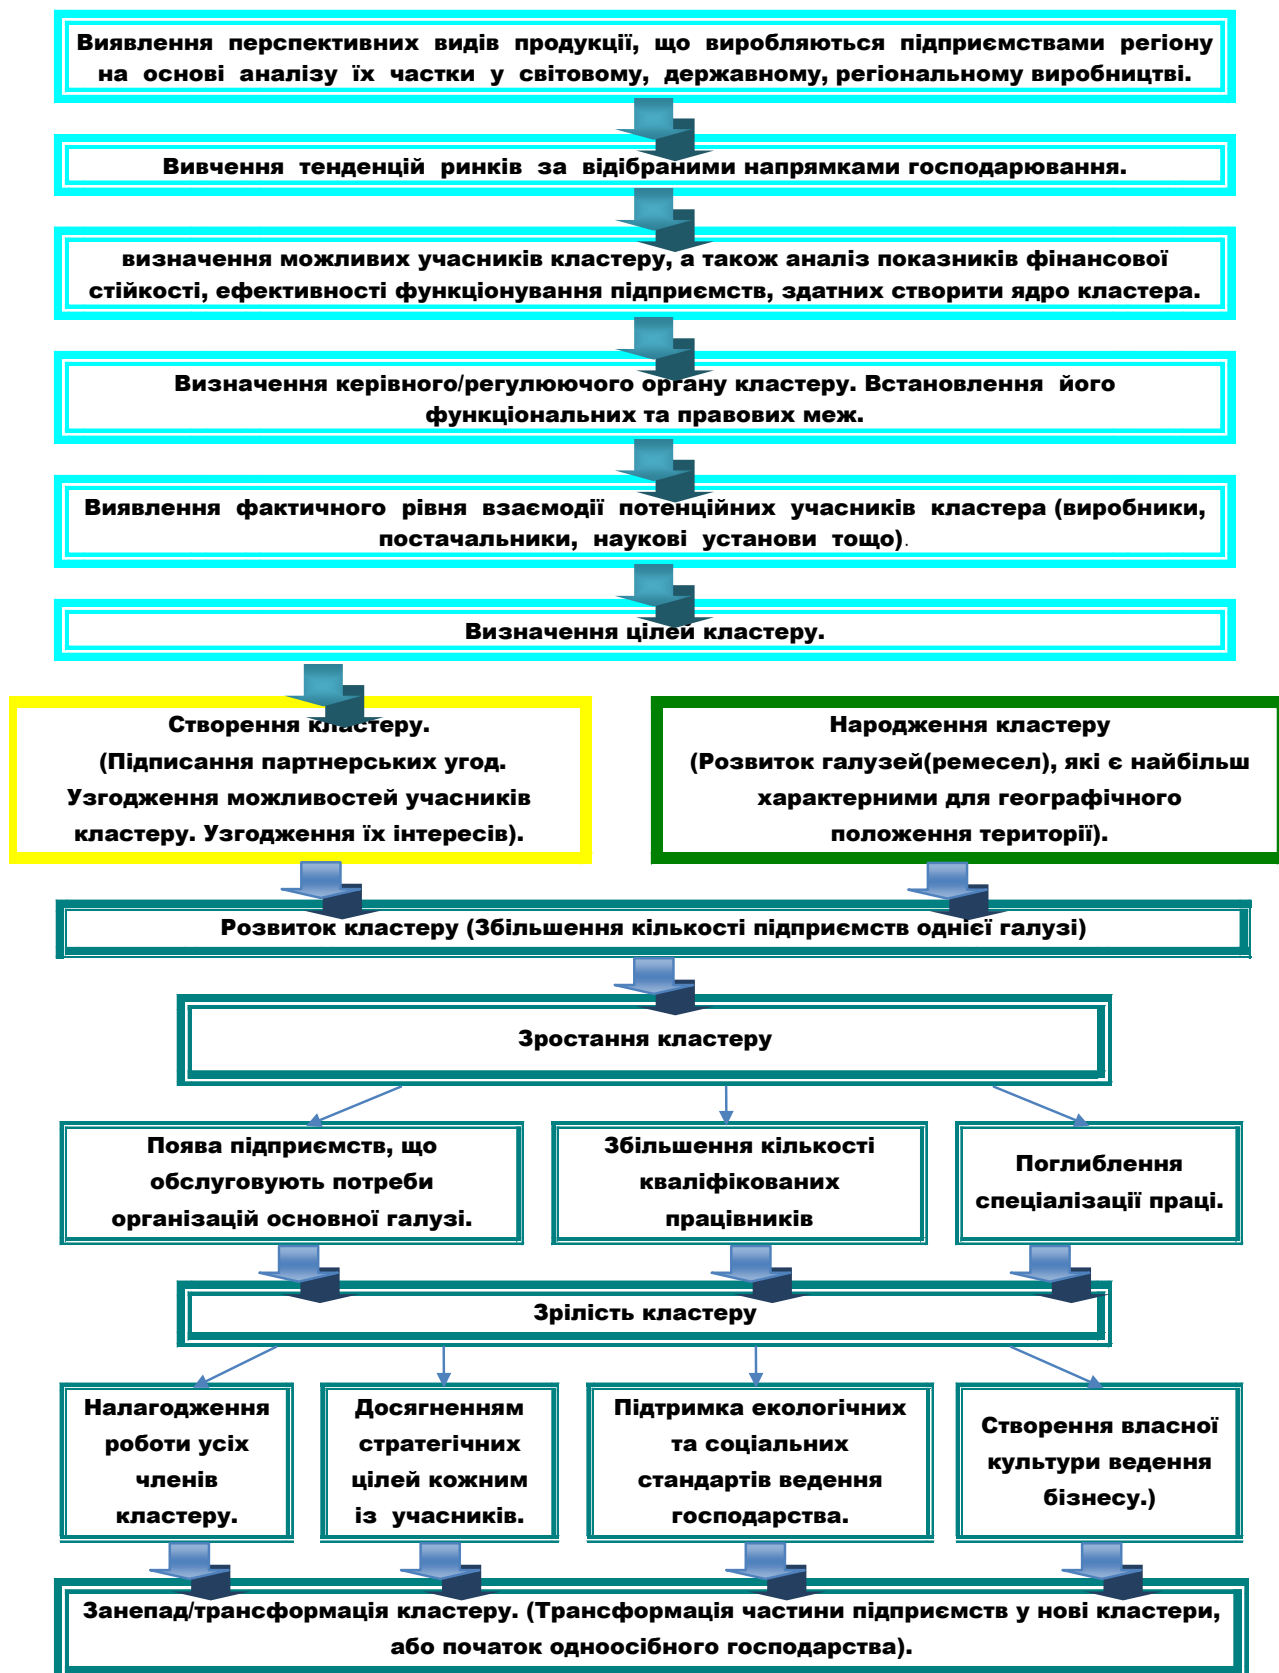 Виявлення перспективних видів продукції, що виробляються підприємствами регіону
на основі аналізу їх частки у світовому, державному, регіональному виробництві.
Вивчення тенденцій ринків за відібраними напрямками господарювання.
визначення можливих учасників кластеру, а також аналіз показників фінансової
стійкості, ефективності функціонування підприємств, здатних створити ядро кластера.
Визначення керівного/регулюючого органу кластеру. Встановлення його
функціональних та правових меж.
Виявлення фактичного рівня взаємодії потенційних учасників кластера (виробники,
постачальники, наукові установи тощо).
Визначення цілей кластеру.
Створення кластеру.
(Підписання партнерських угод.
Узгодження можливостей учасників
кластеру. Узгодження їх інтересів).
Народження кластеру
(Розвиток галузей(ремесел), які є найбільш
характерними для географічного
положення території).
Розвиток кластеру (Збільшення кількості підприємств однієї галузі)
Зростання кластеру
Поява підприємств, що
обслуговують потреби
організацій основної галузі.
Збільшення кількості
кваліфікованих
працівників
Поглиблення
спеціалізації праці.
Зрілість кластеру
Налагодження
роботи усіх
членів
кластеру.
Досягненням
стратегічних
цілей кожним
із учасників.
Підтримка екологічних
та соціальних
стандартів ведення
господарства.
Створення власної
культури ведення
бізнесу.)
Занепад/трансформація кластеру. (Трансформація частини підприємств у нові кластери,
або початок одноосібного господарства).